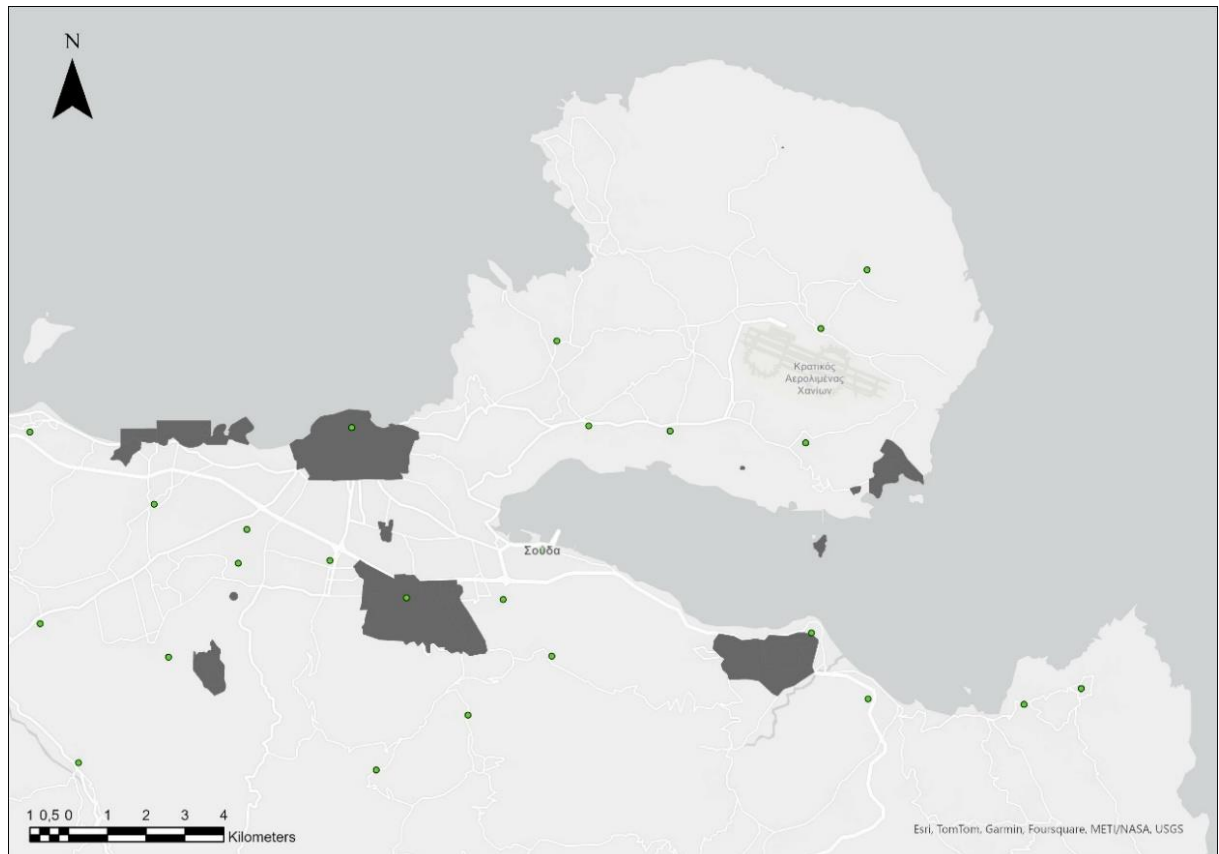 N
Κρατικός
Αερολιμένας
Χανίων
Σούδα
1 0,5 0 1 2 3 4
Kilometers
Esri, TomTom, Garmin, Foursquare, METI/NASA, USGS